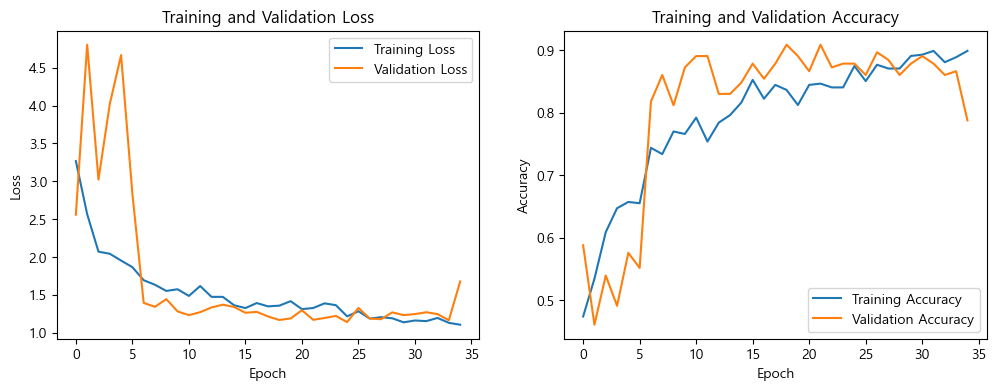 Training and Validation Loss
Training Loss
Validation Loss
4.5
4.0
3.5
3.0
2.5
2.0
1.5
1.0
Loss
0 5 10 15 20 25 30 35
Epoch
Training and Validation Accuracy
0.9
0.8
0.7
0.6
0.5
Accuracy
Training Accuracy
Validation Accuracy
0 5 10 15 20 25 30 35
Epoch